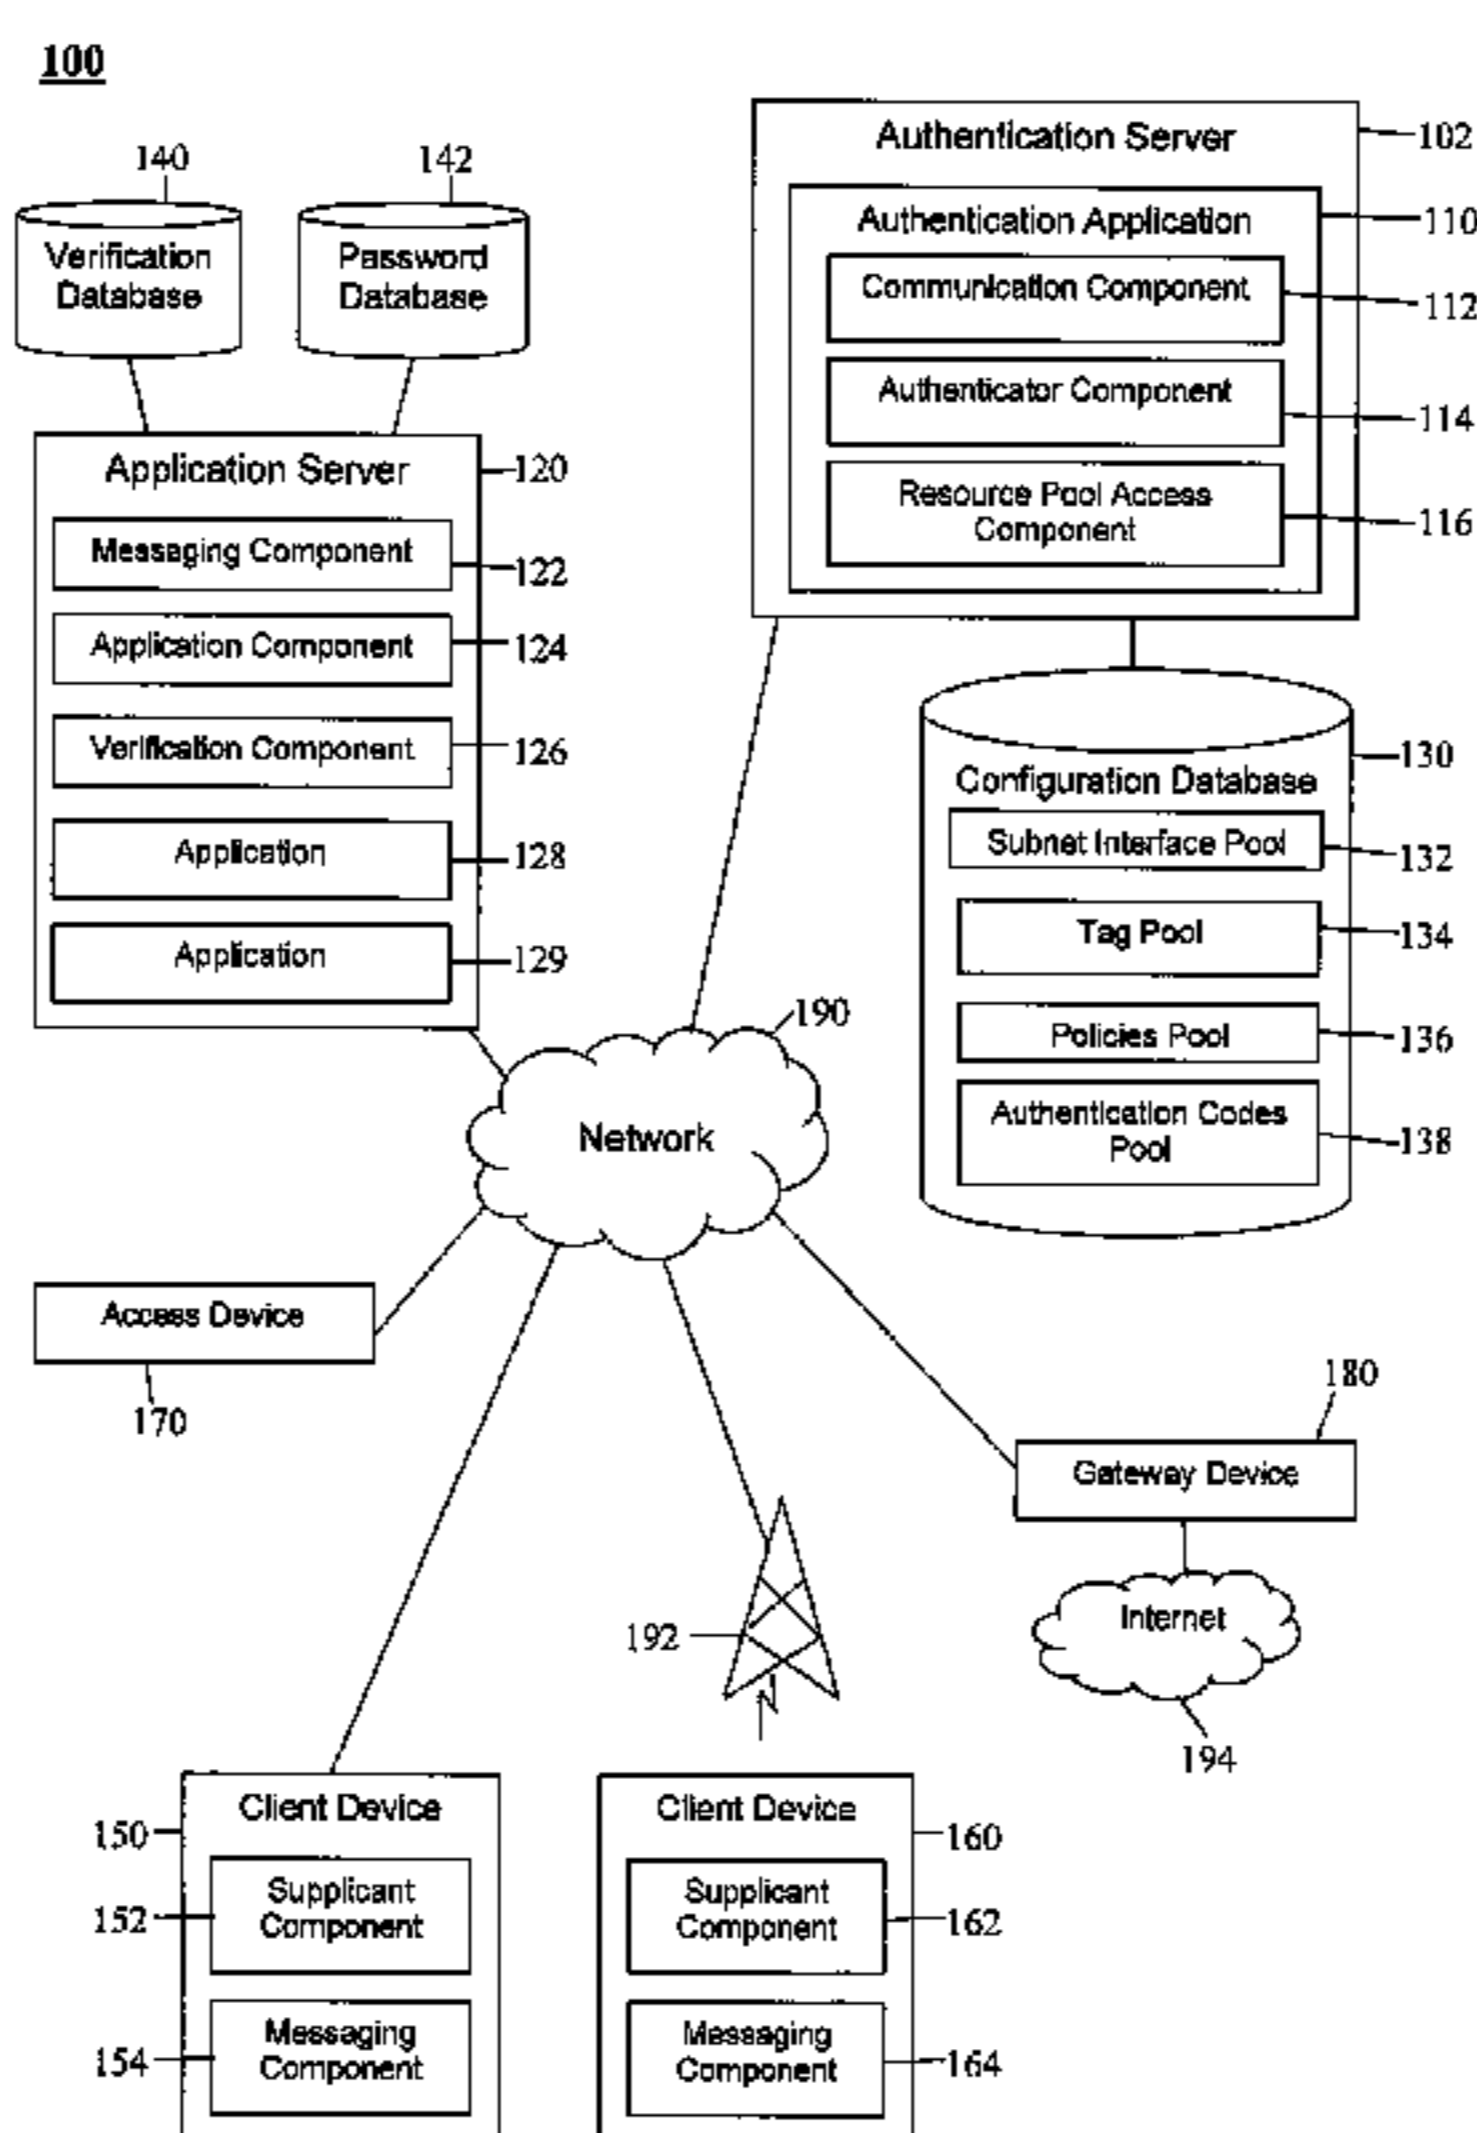 100
140
142
Verification
Database
Password
Database
Authentication Server
102
Authentication Application
110
Communication Component
112
Authenticator Component
114
Resource Pool Access
Component
116
Application Server
120
Messaging Component
122
Application Component
124
Verification Component
126
Application
128
Application
129
Configuration Database
130
Subnet Interface Pool
132
Tag Pool
134
Policies Pool
136
Authentication Codes
Pool
138
190
Network
Access Device
170
180
Gateway Device
Internet
194
192
Client Device
150
Supplicant
Component
152
Messaging
Component
154
Client Device
160
Supplicant
Component
162
Messaging
Component
164